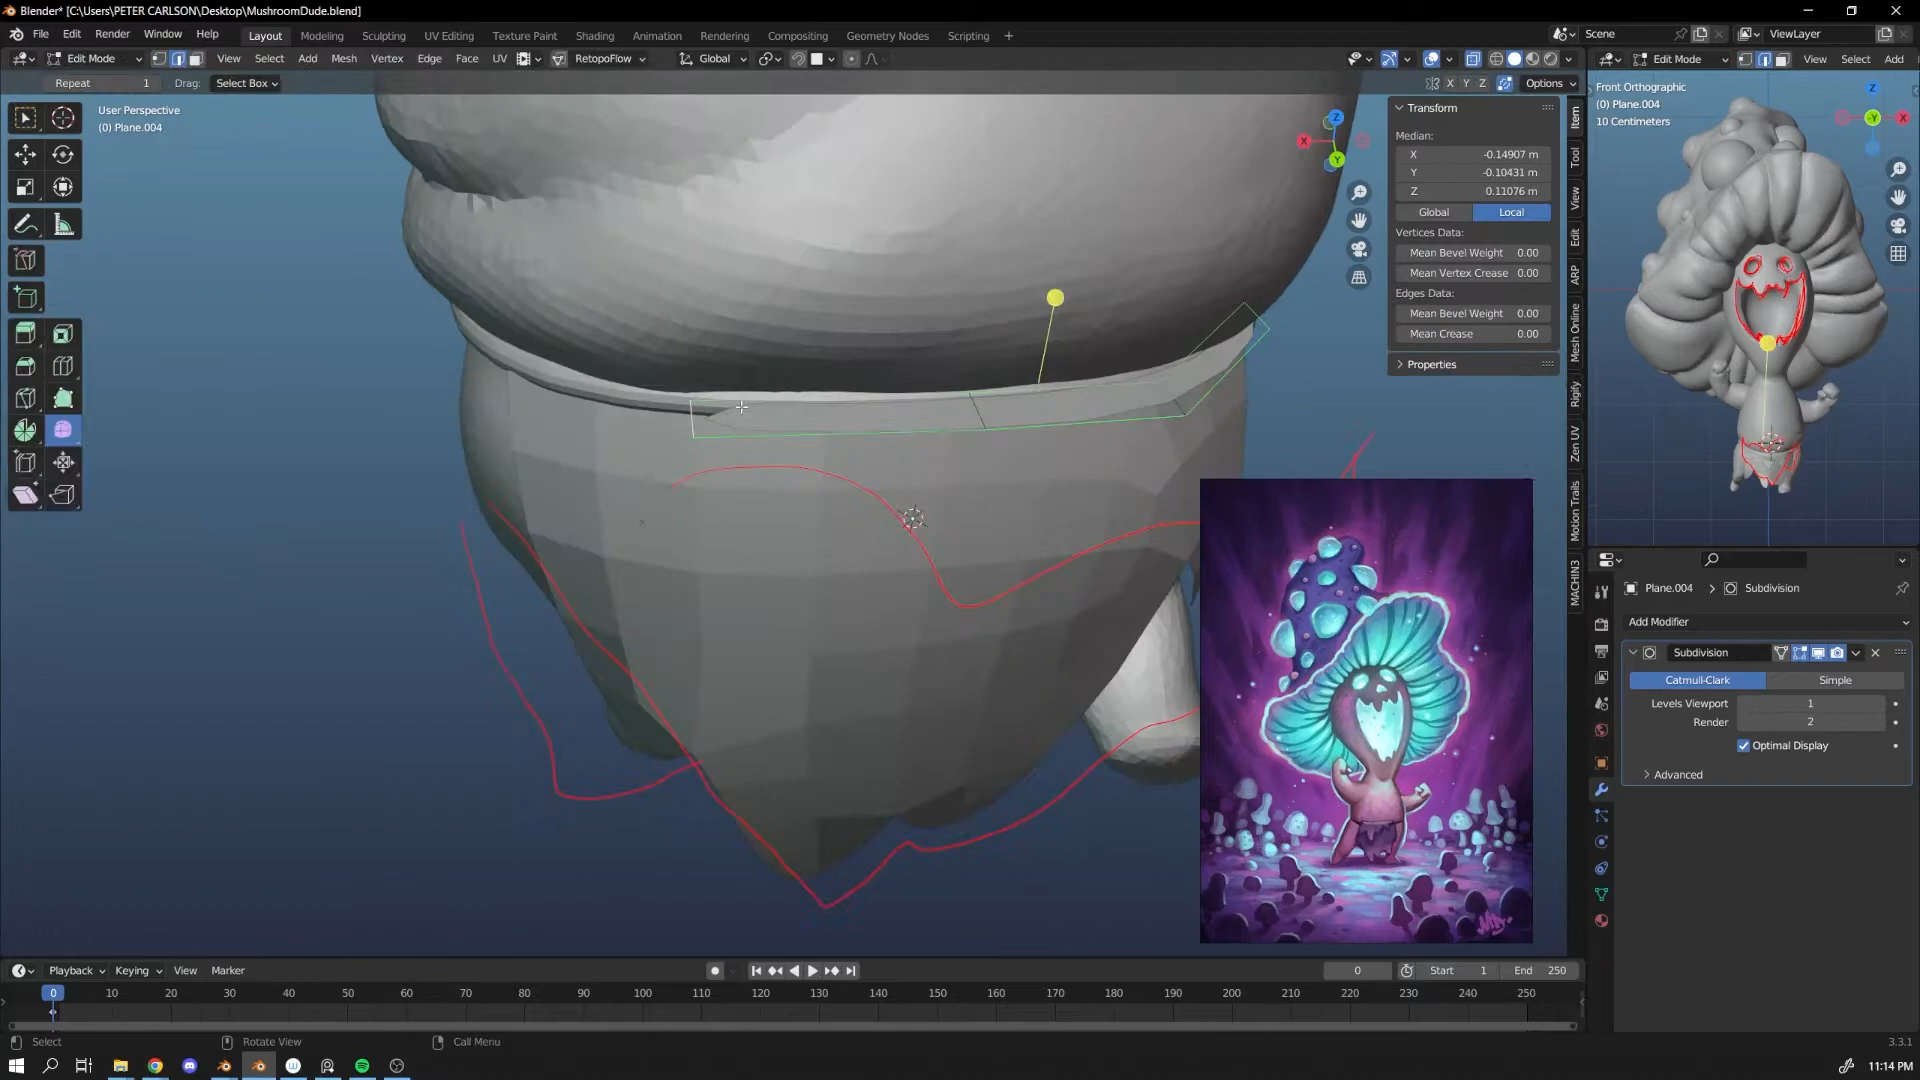 Blender* [C:\Users\PETER CARLSON\Desktop\MushroomDude.blend]
File Edit Render Window Help Layout Modeling Sculpting UV Editing Texture Paint Shading Animation Rendering Compositing Geometry Nodes Scripting + Scene ViewLayer
Edit Mode View Select Add Mesh Vertex Edge Face UV RetopoFlow Global Edit Mode View Select Add
Repeat 1 Drag: Select Box X Y Z Options
User Perspective
(0) Plane.004
Front Orthographic
(0) Plane.004
10 Centimeters
Z
X
Y
Z
-Y
X
Transform
Median:
X -0.14907 m
Y -0.10431 m
Z 0.11076 m
Global Local
Vertices Data:
Mean Bevel Weight 0.00
Mean Vertex Crease 0.00
Edges Data:
Mean Bevel Weight 0.00
Mean Crease 0.00
Properties
Item
Tool
View
Edit
ARP
Mesh Online
Rigify
Zen UV
Motion Trails
MACHIN3
Plane.004 > Subdivision
Add Modifier
Subdivision
Catmull-Clark Simple
Levels Viewport 1
Render 2
Optimal Display
Advanced
Playback Keying View Marker 0 Start 1 End 250
0 10 20 30 40 50 60 70 80 90 100 110 120 130 140 150 160 170 180 190 200 210 220 230 240 250
Select Rotate View Call Menu 3.3.1
11:14 PM